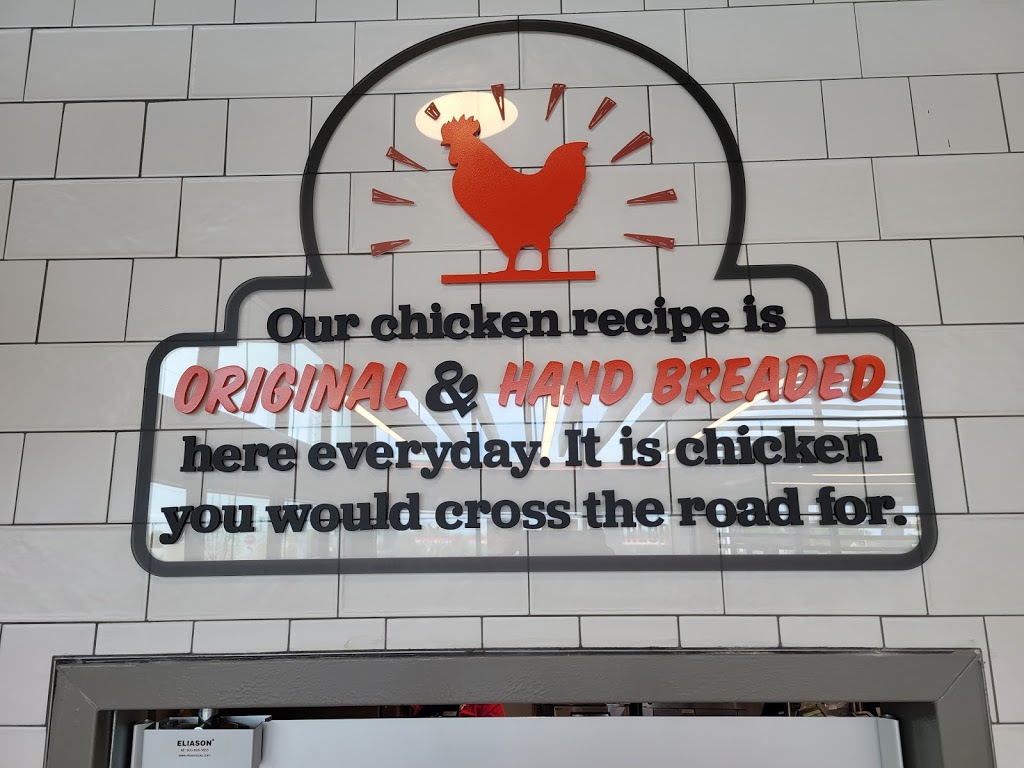 Our chicken recipe is
ORIGINAL & HAND BREADED
here everyday. It is chicken
you would cross the road for.
ELIASON